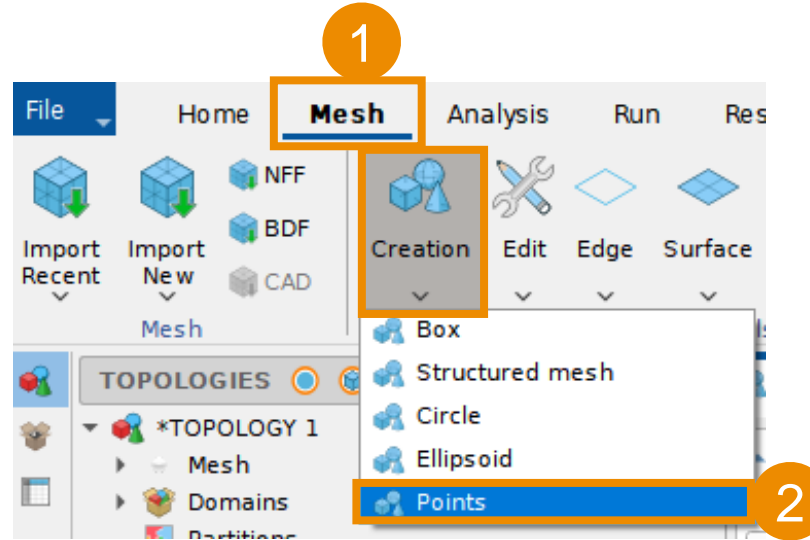 1
File Home Mesh Analysis Run Res
NFF
BDF
CAD
Import Recent
Import New
Creation Edit Edge Surface
Mesh
Box
Structured mesh
Circle
Ellipsoid
Points
2
TOPOLOGIES
*TOPOLOGY 1
Mesh
Domains
Partitions